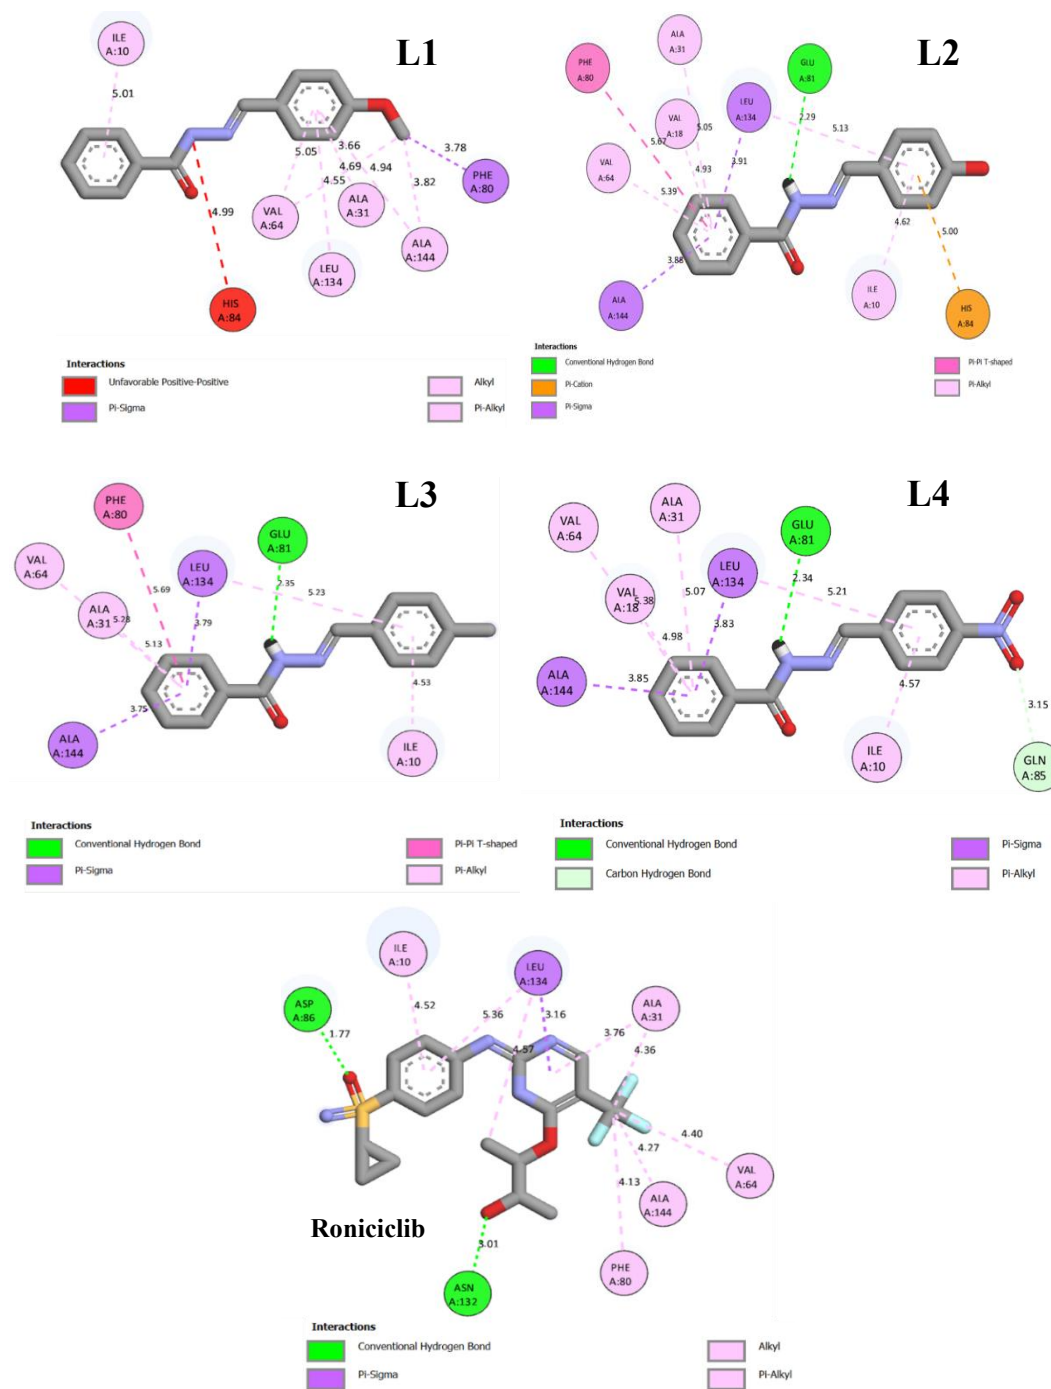 L1
ILE
A:10
5.01
3.66
5.05
4.69
4.94
4.55
3.82
3.78
PHE
A:80
4.99
VAL
A:64
ALA
A:31
ALA
A:144
LEU
A:134
HIS
A:84
Interactions
Unfavorable Positive-Positive
Pi-Sigma
Alkyl
Pi-Alkyl
L2
ALA
A:31
PHE
A:80
GLU
A:81
LEU
A:134
VAL
A:18
VAL
A:64
5.67
5.05
2.29
5.13
3.91
4.93
5.39
3.88
4.62
5.00
ALA
A:144
ILE
A:10
HIS
A:84
Interactions
Conventional Hydrogen Bond
Pi-Cation
Pi-Sigma
Pi-Pi T-shaped
Pi-Alkyl
L3
PHE
A:80
GLU
A:81
VAL
A:64
LEU
A:134
ALA
A:31
5.69
2.35
5.23
5.28
3.79
5.13
3.75
4.53
ALA
A:144
ILE
A:10
Interactions
Conventional Hydrogen Bond
Pi-Sigma
Pi-Pi T-shaped
Pi-Alkyl
L4
ALA
A:31
VAL
A:64
GLU
A:81
LEU
A:134
VAL
A:18
5.38
5.07
2.34
5.21
3.83
4.98
3.85
4.57
3.15
ALA
A:144
ILE
A:10
GLN
A:85
Interactions
Conventional Hydrogen Bond
Carbon Hydrogen Bond
Pi-Sigma
Pi-Alkyl
ILE
A:10
LEU
A:134
ASP
A:86
ALA
A:31
4.52
5.36
3.16
1.77
4.57
3.76
4.36
4.40
4.27
4.13
VAL
A:64
ALA
A:144
PHE
A:80
Roniciclib
3.01
ASN
A:132
Interactions
Conventional Hydrogen Bond
Pi-Sigma
Alkyl
Pi-Alkyl